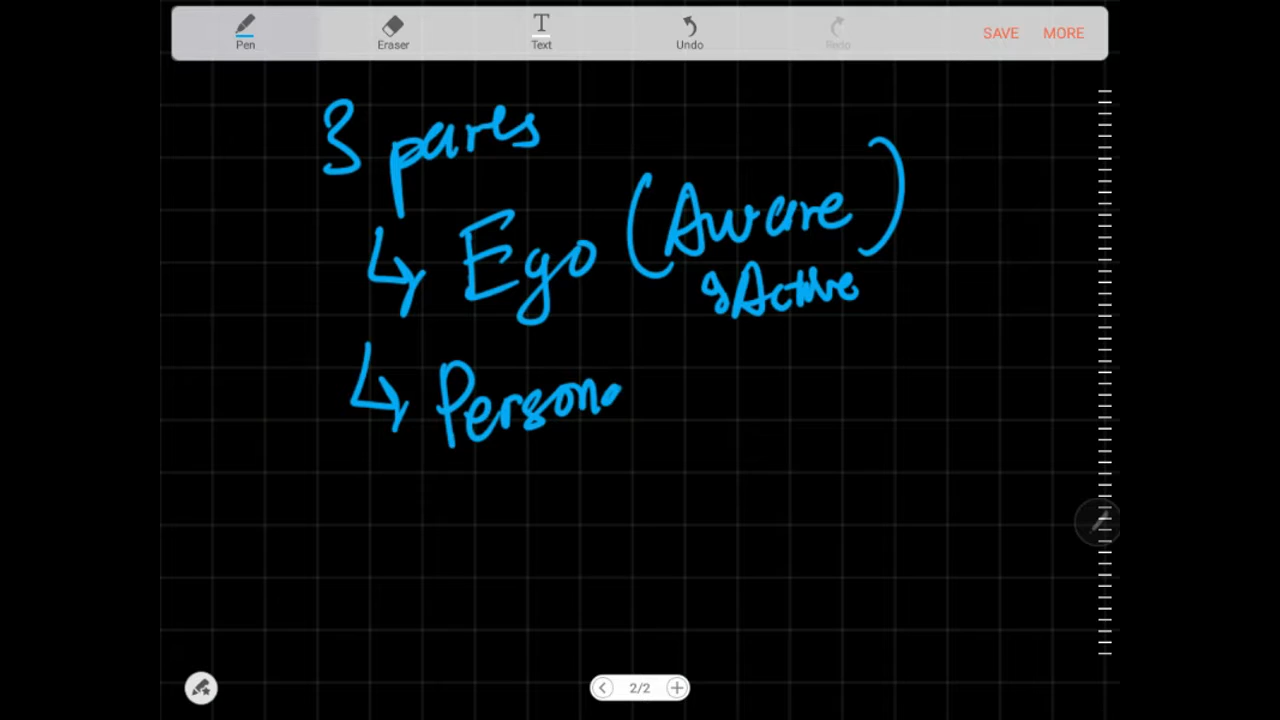 Pen Eraser Text Undo Redo SAVE MORE
3 parts
↳ Ego (Aware)
& Active
↳ Persona
2/2